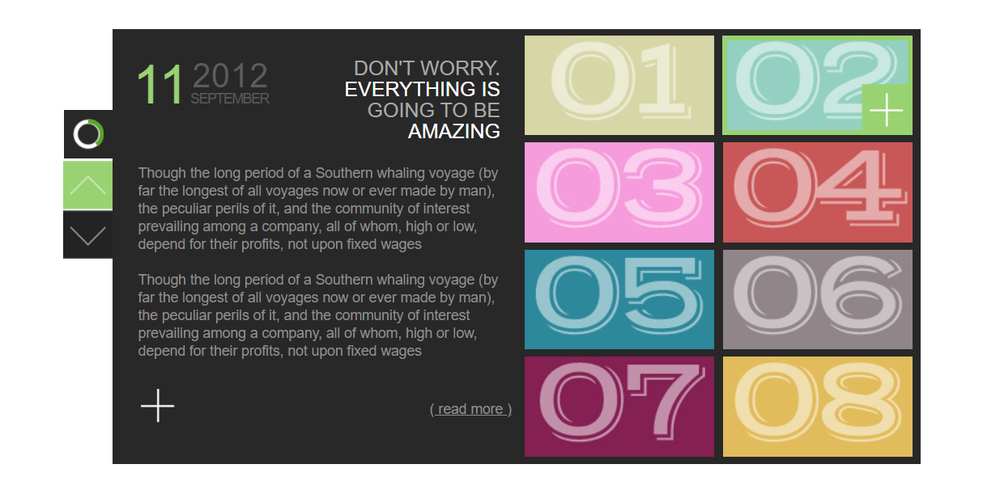 11 2012
SEPTEMBER
DON'T WORRY.
EVERYTHING IS
GOING TO BE
AMAZING
Though the long period of a Southern whaling voyage (by
far the longest of all voyages now or ever made by man),
the peculiar perils of it, and the community of interest
prevailing among a company, all of whom, high or low,
depend for their profits, not upon fixed wages
Though the long period of a Southern whaling voyage (by
far the longest of all voyages now or ever made by man),
the peculiar perils of it, and the community of interest
prevailing among a company, all of whom, high or low,
depend for their profits, not upon fixed wages
( read more )
01
02
03
04
05
06
07
08